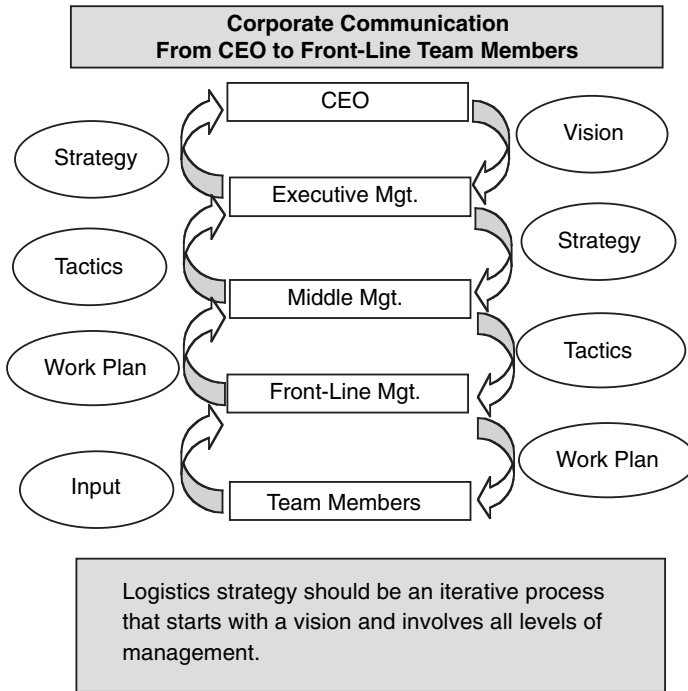 Corporate Communication
From CEO to Front-Line Team Members
CEO
Vision
Strategy
Executive Mgt.
Strategy
Tactics
Middle Mgt.
Tactics
Work Plan
Front-Line Mgt.
Work Plan
Input
Team Members
Logistics strategy should be an iterative process
that starts with a vision and involves all levels of
management.